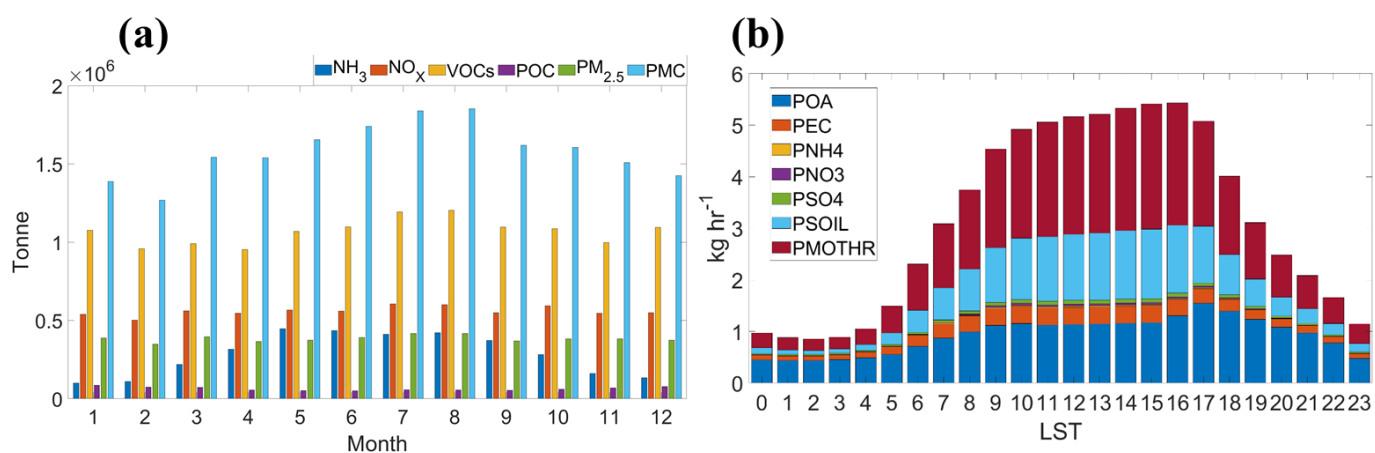 (a)
×10⁶
NH₃ NOₓ VOCs POC PM₂.₅ PMC
2
1.5
1
0.5
0
Tonne
1 2 3 4 5 6 7 8 9 10 11 12
Month
(b)
6
5
4
3
2
1
0
kg hr⁻¹
POA
PEC
PNH4
PNO3
PSO4
PSOIL
PMOTHR
0 1 2 3 4 5 6 7 8 9 10 11 12 13 14 15 16 17 18 19 20 21 22 23
LST